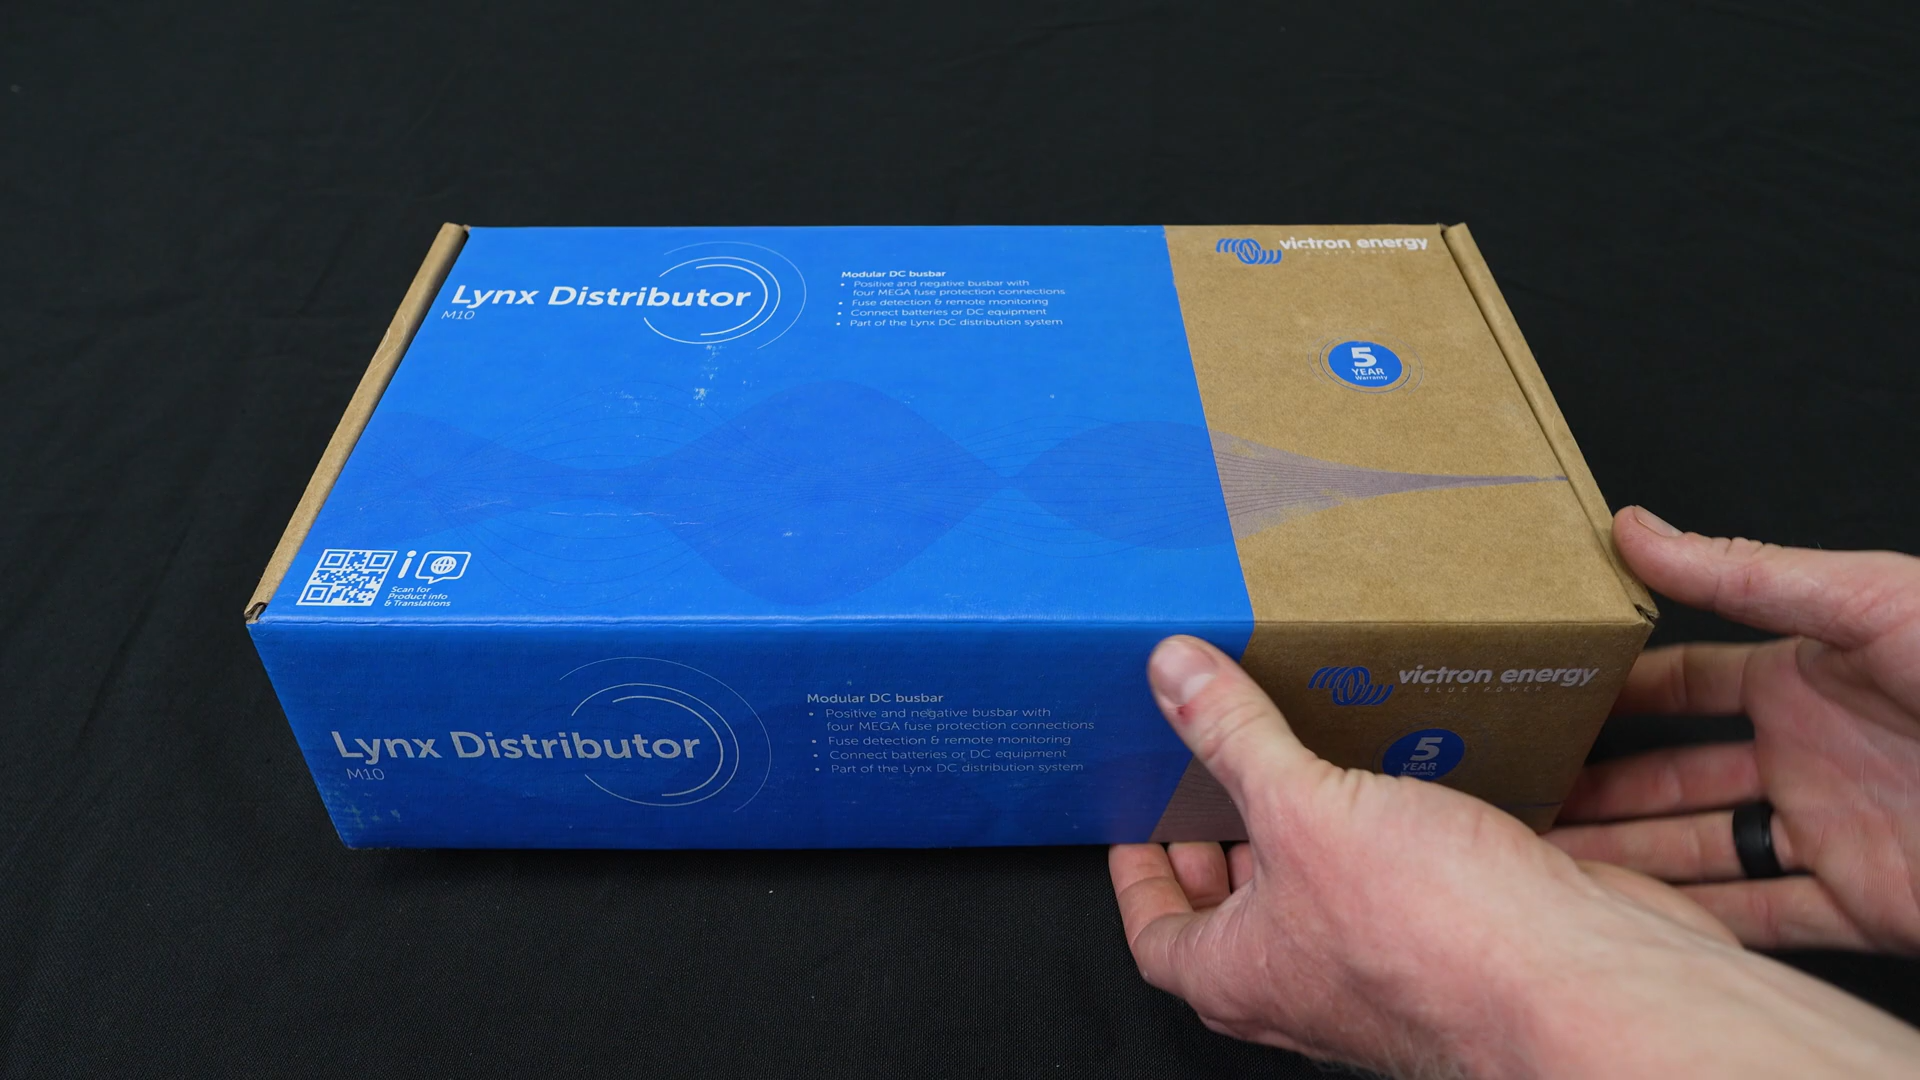 Lynx Distributor
M10
Modular DC busbar
• Positive and negative busbar with
four MEGA fuse protection connections
• Fuse detection & remote monitoring
• Connect batteries or DC equipment
• Part of the Lynx DC distribution system
victron energy
BLUE POWER
5
YEAR
Warranty
i
Scan for
Product info
& Translations
Lynx Distributor
M10
Modular DC busbar
• Positive and negative busbar with
four MEGA fuse protection connections
• Fuse detection & remote monitoring
• Connect batteries or DC equipment
• Part of the Lynx DC distribution system
victron energy
BLUE POWER
5
YEAR
Warranty